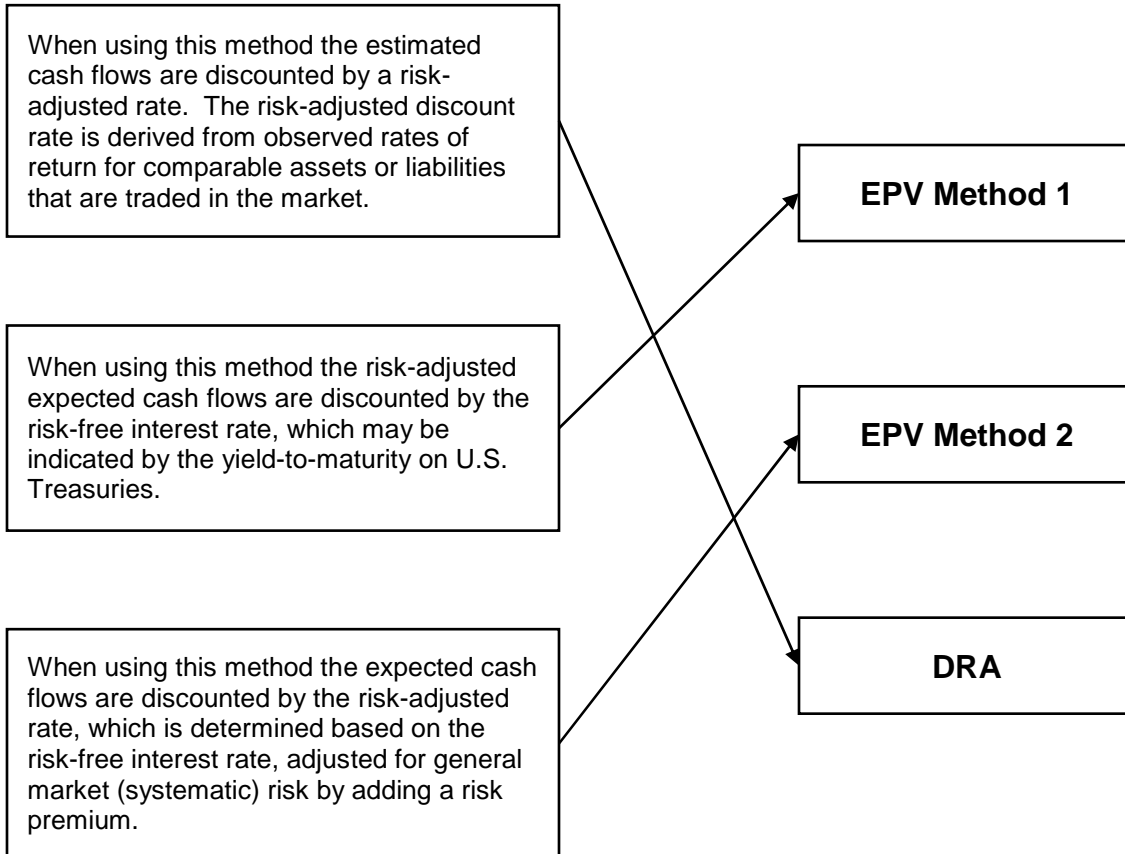 When using this method the estimated
cash flows are discounted by a risk-
adjusted rate.  The risk-adjusted discount
rate is derived from observed rates of
return for comparable assets or liabilities
that are traded in the market.
EPV Method 1
When using this method the risk-adjusted
expected cash flows are discounted by the
risk-free interest rate, which may be
indicated by the yield-to-maturity on U.S.
Treasuries.
EPV Method 2
When using this method the expected cash
flows are discounted by the risk-adjusted
rate, which is determined based on the
risk-free interest rate, adjusted for general
market (systematic) risk by adding a risk
premium.
DRA